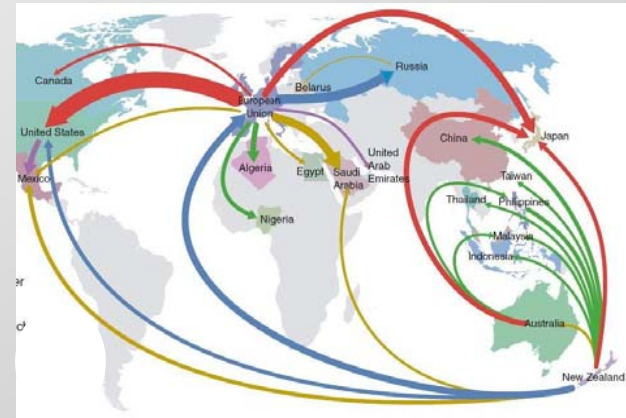 Canada
Russia
Belarus
European
Union
United States
China
Japan
Mexico
Algeria
Egypt
Saudi
Arabia
United
Arab
Emirates
Taiwan
Thailand
Philippines
Nigeria
Malaysia
Indonesia
Australia
New Zealand